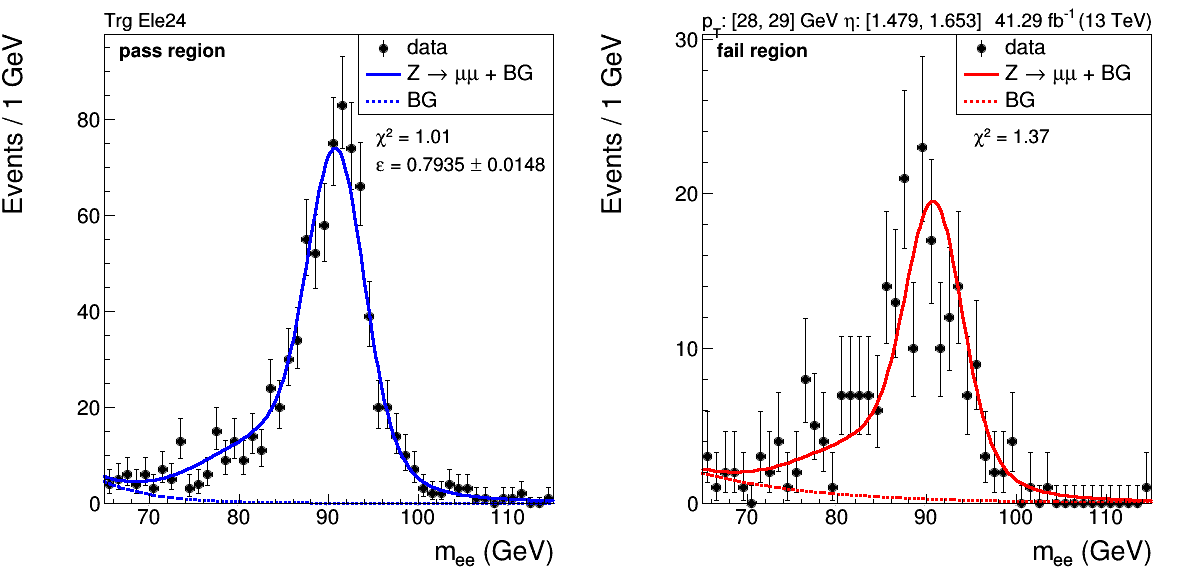 Trg Ele24
pass region
data
Z → μμ + BG
BG
χ² = 1.01
ε = 0.7935 ± 0.0148
Events / 1 GeV
80
60
40
20
0
70 80 90 100 110
m_ee (GeV)
p_T: [28, 29] GeV η: [1.479, 1.653] 41.29 fb⁻¹ (13 TeV)
fail region
data
Z → μμ + BG
BG
χ² = 1.37
Events / 1 GeV
30
20
10
0
70 80 90 100 110
m_ee (GeV)